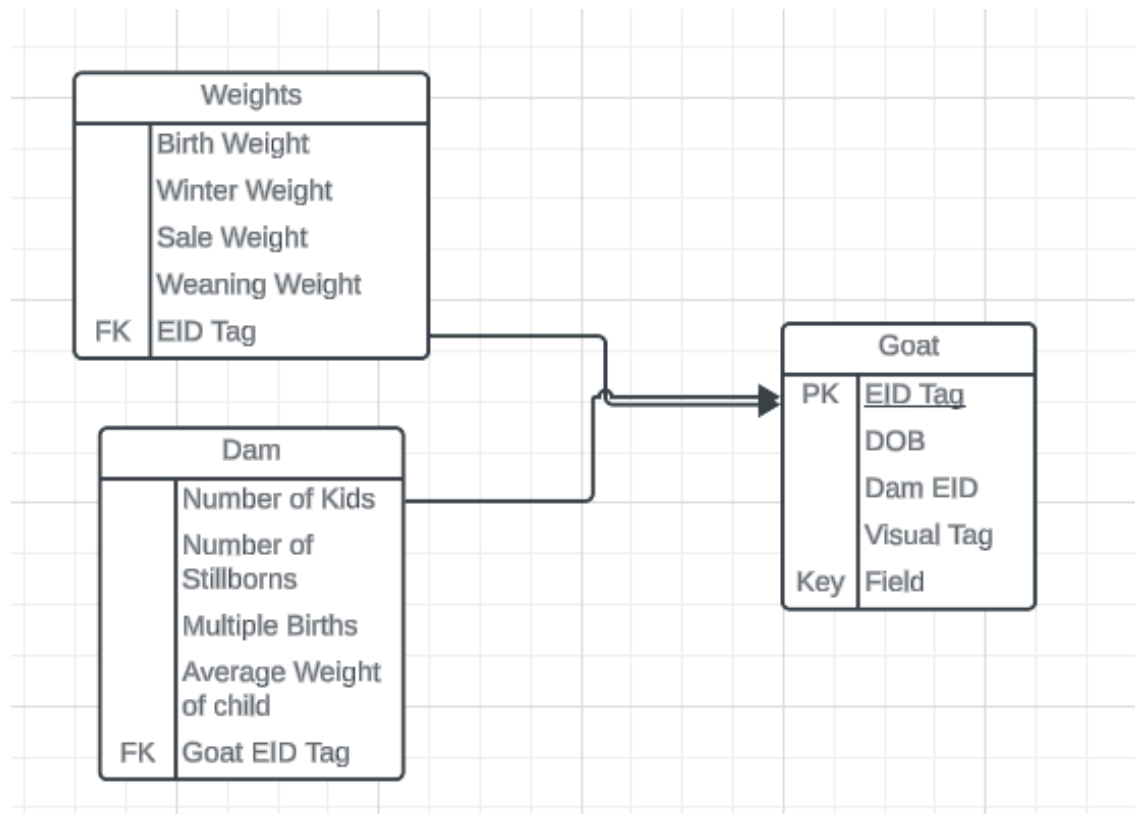 Weights
Birth Weight
Winter Weight
Sale Weight
Weaning Weight
FK EID Tag
Dam
Number of Kids
Number of
Stillborns
Multiple Births
Average Weight
of child
FK Goat EID Tag
Goat
PK EID Tag
DOB
Dam EID
Visual Tag
Key Field